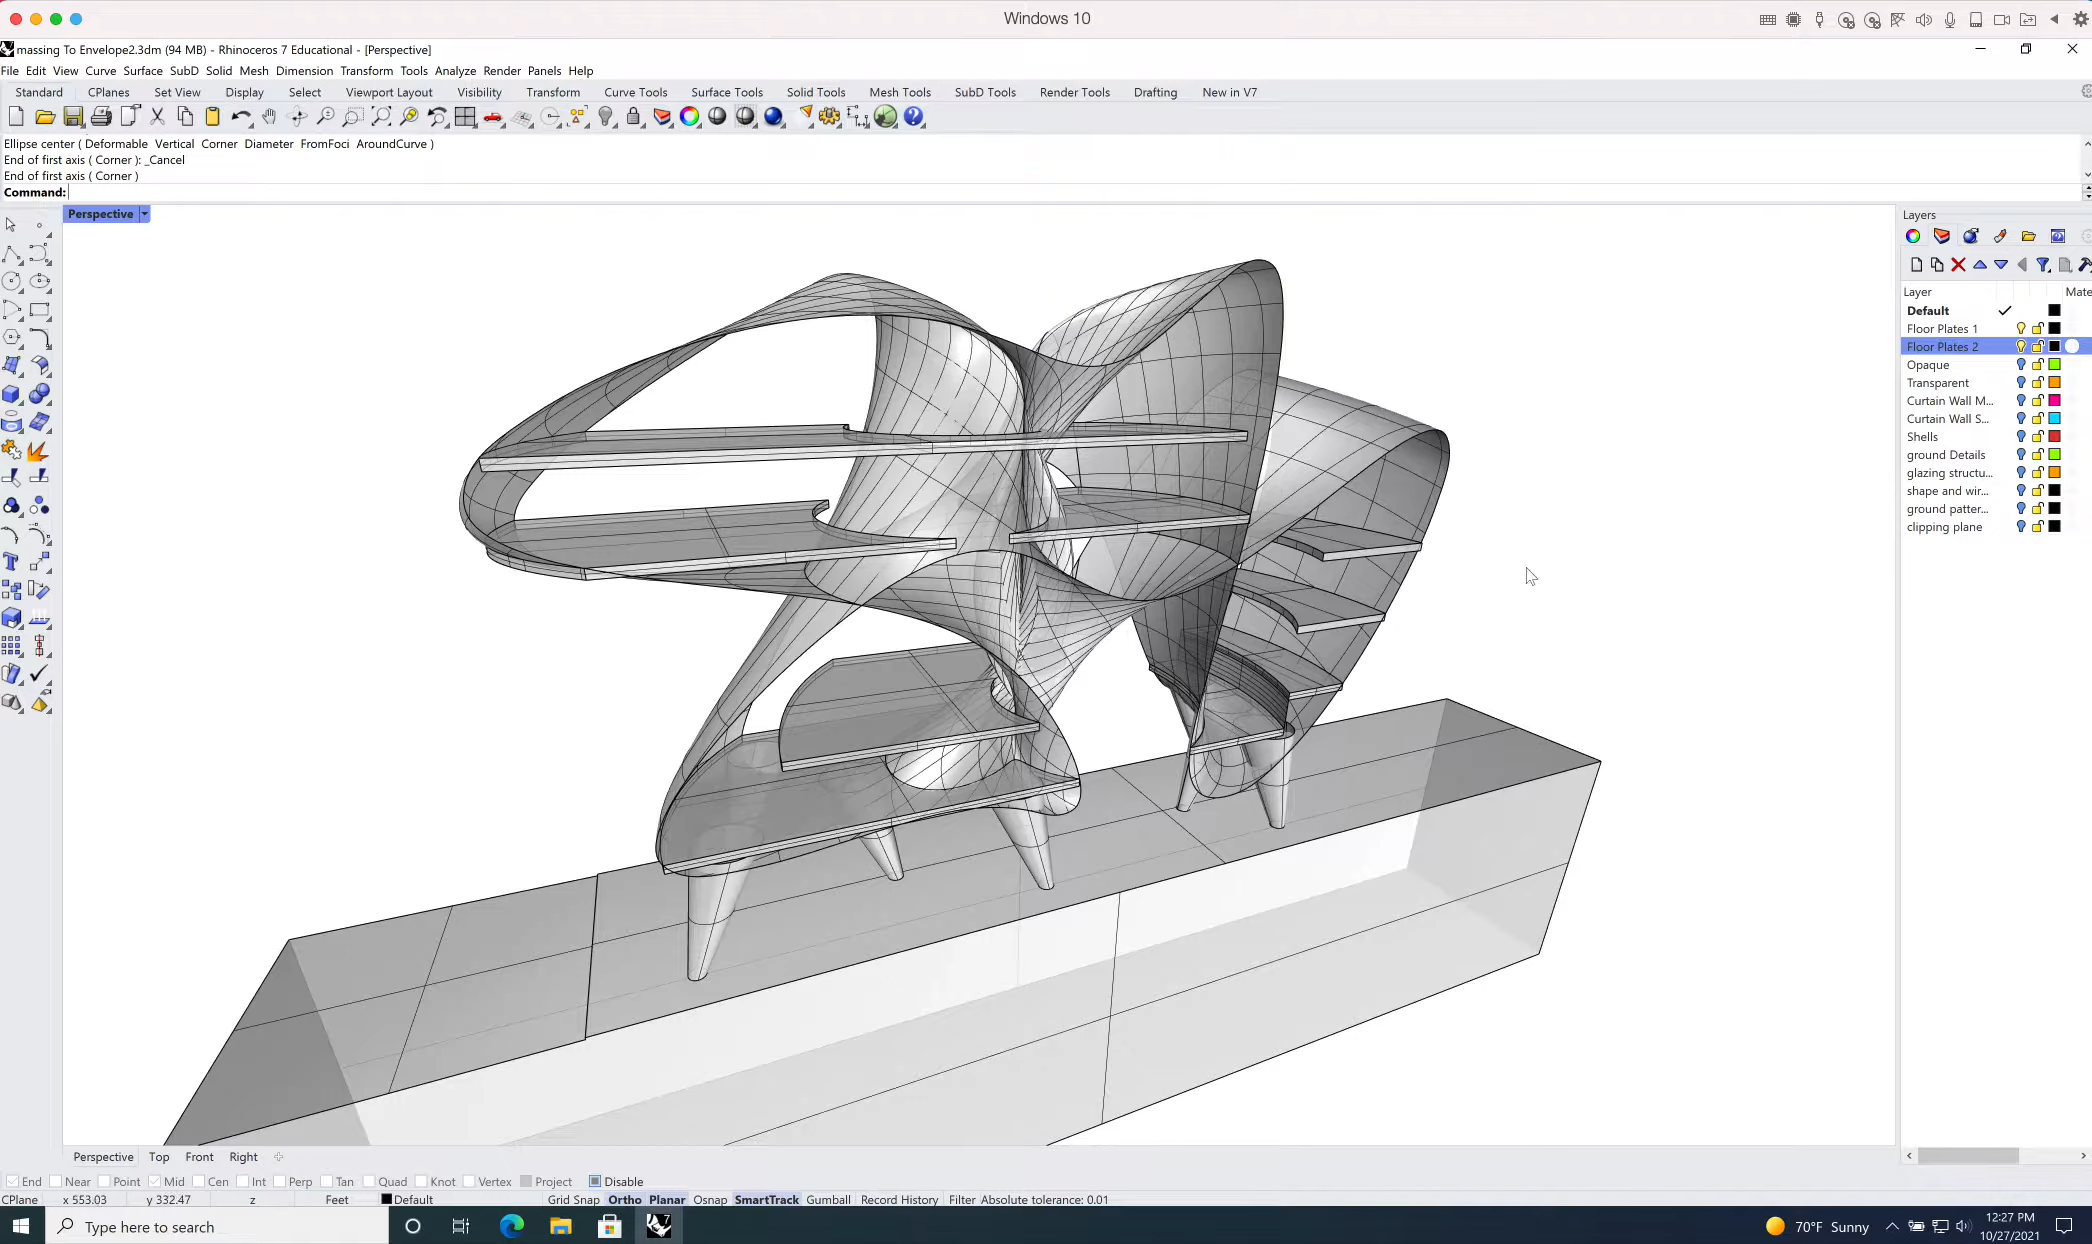 Windows 10
massing To Envelope2.3dm (94 MB) - Rhinoceros 7 Educational - [Perspective]
File Edit View Curve Surface SubD Solid Mesh Dimension Transform Tools Analyze Render Panels Help
Standard CPlanes Set View Display Select Viewport Layout Visibility Transform Curve Tools Surface Tools Solid Tools Mesh Tools SubD Tools Render Tools Drafting New in V7
Ellipse center ( Deformable Vertical Corner Diameter FromFoci AroundCurve )
End of first axis ( Corner ): _Cancel
End of first axis ( Corner )
Command:
Perspective
Layers
Layer Mate
Default
Floor Plates 1
Floor Plates 2
Opaque
Transparent
Curtain Wall M...
Curtain Wall S...
Shells
ground Details
glazing structu...
shape and wir...
ground patter...
clipping plane
Perspective Top Front Right
End Near Point Mid Cen Int Perp Tan Quad Knot Vertex Project Disable
CPlane x 553.03 y 332.47 z Feet Default Grid Snap Ortho Planar Osnap SmartTrack Gumball Record History Filter Absolute tolerance: 0.01
Type here to search
70°F Sunny
12:27 PM
10/27/2021